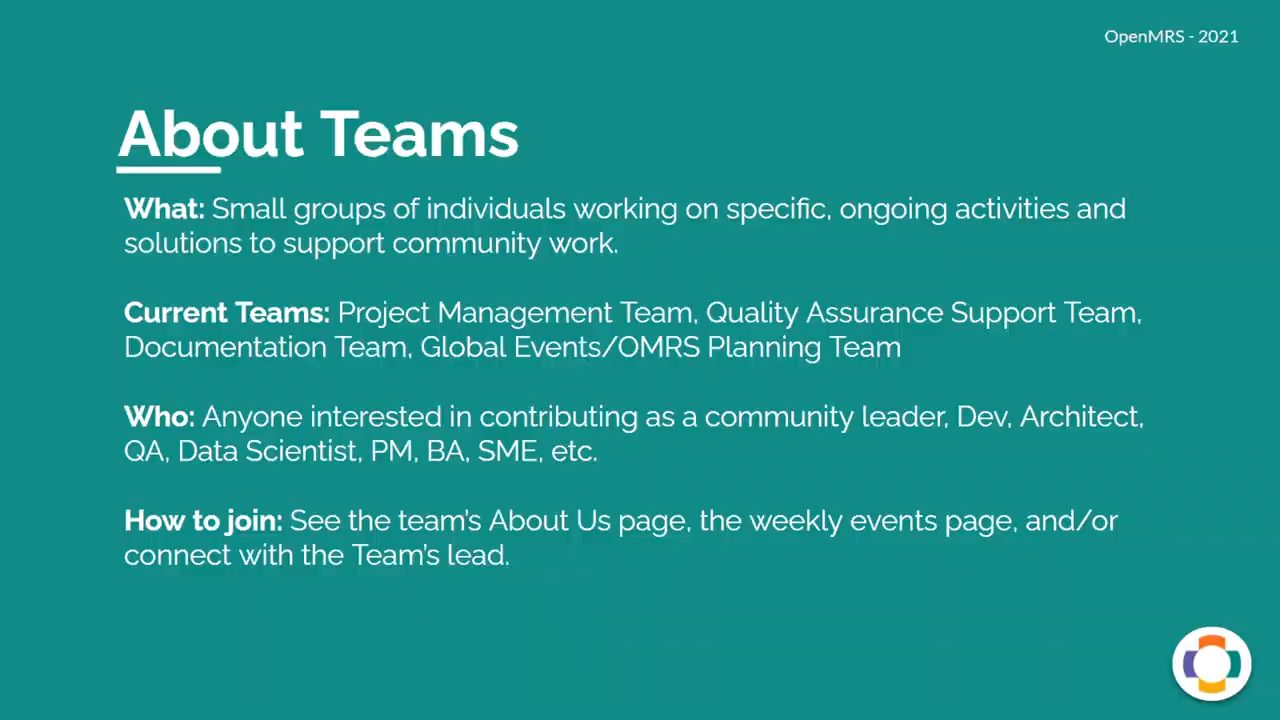 OpenMRS - 2021
About Teams
What: Small groups of individuals working on specific, ongoing activities and
solutions to support community work.
Current Teams: Project Management Team, Quality Assurance Support Team,
Documentation Team, Global Events/OMRS Planning Team
Who: Anyone interested in contributing as a community leader, Dev, Architect,
QA, Data Scientist, PM, BA, SME, etc.
How to join: See the team's About Us page, the weekly events page, and/or
connect with the Team's lead.